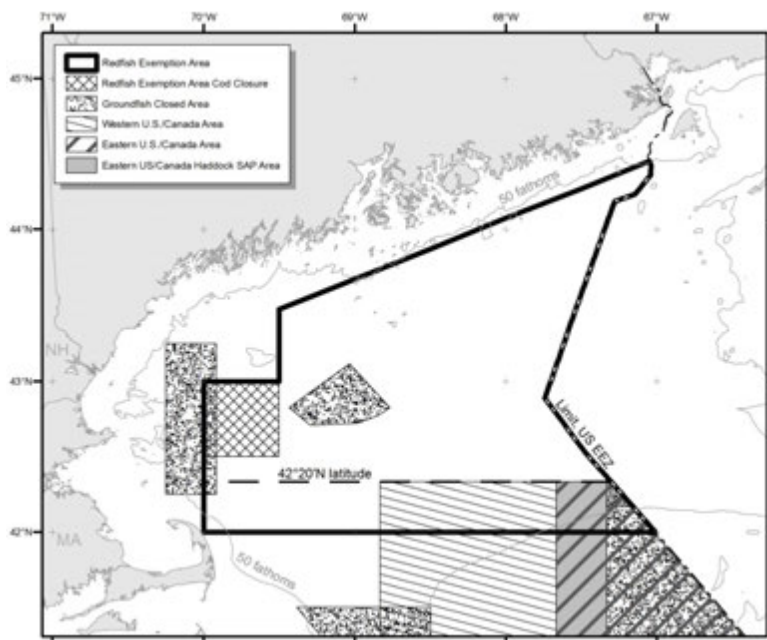 71°W
70°W
69°W
68°W
67°W
45°N
44°N
43°N
42°N
Redfish Exemption Area
Redfish Exemption Area Cod Closure
Groundfish Closed Area
Western U.S./Canada Area
Eastern U.S./Canada Area
Eastern US/Canada Haddock SAP Area
50 fathoms
NH
Limit, US EEZ
42°20'N latitude
MA
50 fathoms